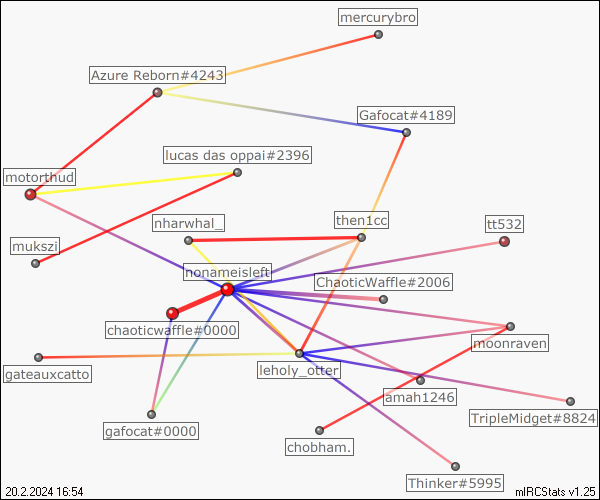 mercurybro
Azure Reborn#4243
Gafocat#4189
lucas das oppai#2396
motorthud
nharwhal_
then1cc
tt532
mukszi
nonameisleft
ChaoticWaffle#2006
chaoticwaffle#0000
moonraven
gateauxcatto
leholy_otter
amah1246
TripleMidget#8824
gafocat#0000
chobham.
Thinker#5995
20.2.2024 16:54
mIRCStats v1.25